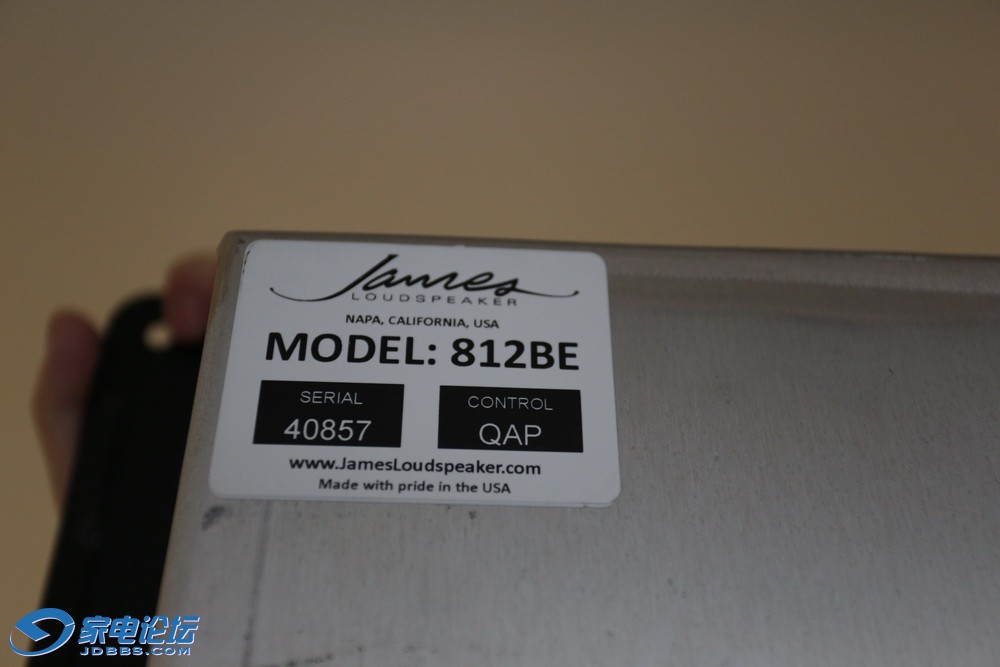 James
LOUDSPEAKER
NAPA, CALIFORNIA, USA
MODEL: 812BE
SERIAL
40857
CONTROL
QAP
www.JamesLoudspeaker.com
Made with pride in the USA
家电论坛
JDBBS.COM